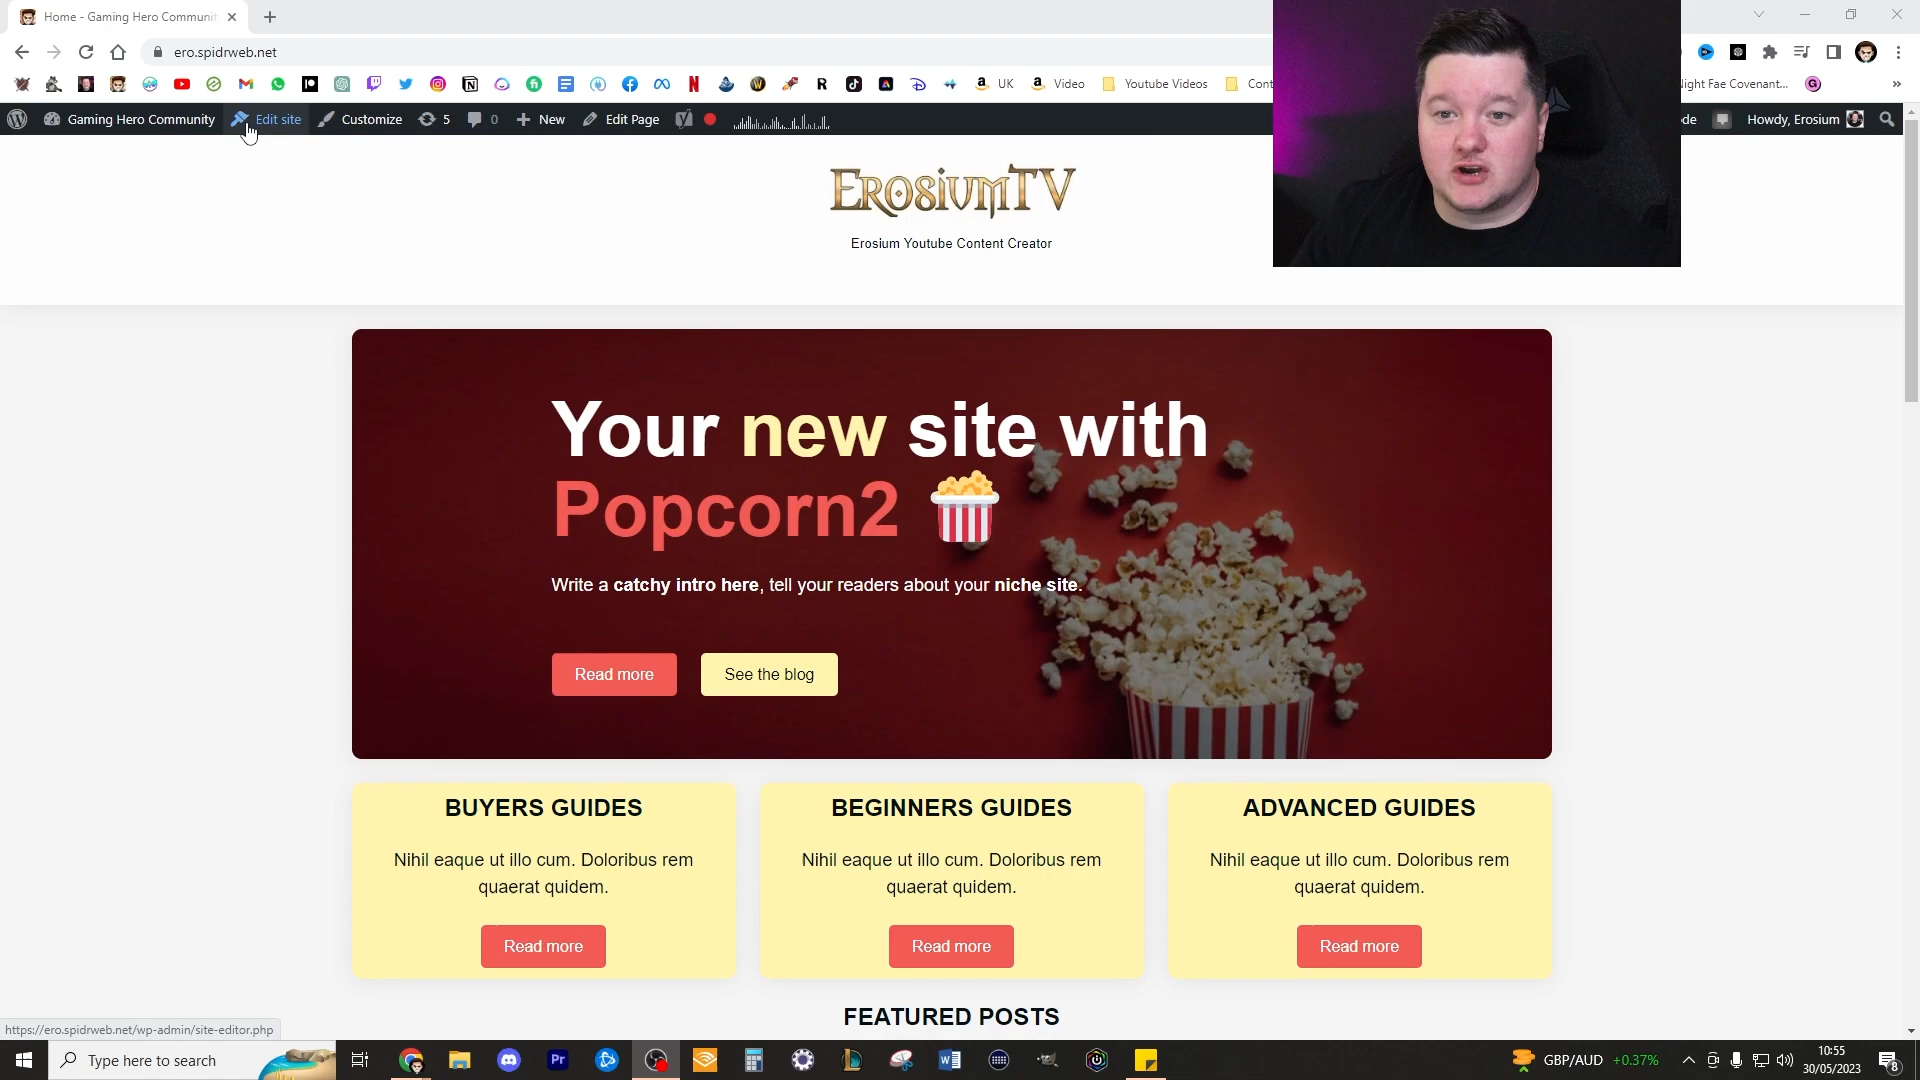 Home - Gaming Hero Communit
ero.spidrweb.net
UK
Video
Youtube Videos
Cont
Night Fae Covenant...
Gaming Hero Community
Edit site
Customize
5
0
New
Edit Page
de
Howdy, Erosium
EROSIUMTV
Erosium Youtube Content Creator
Your new site with
Popcorn2
Write a catchy intro here, tell your readers about your niche site.
Read more
See the blog
BUYERS GUIDES
Nihil eaque ut illo cum. Doloribus rem
quaerat quidem.
Read more
BEGINNERS GUIDES
Nihil eaque ut illo cum. Doloribus rem
quaerat quidem.
Read more
ADVANCED GUIDES
Nihil eaque ut illo cum. Doloribus rem
quaerat quidem.
Read more
FEATURED POSTS
https://ero.spidrweb.net/wp-admin/site-editor.php
Type here to search
GBP/AUD +0.37%
10:55
30/05/2023
8